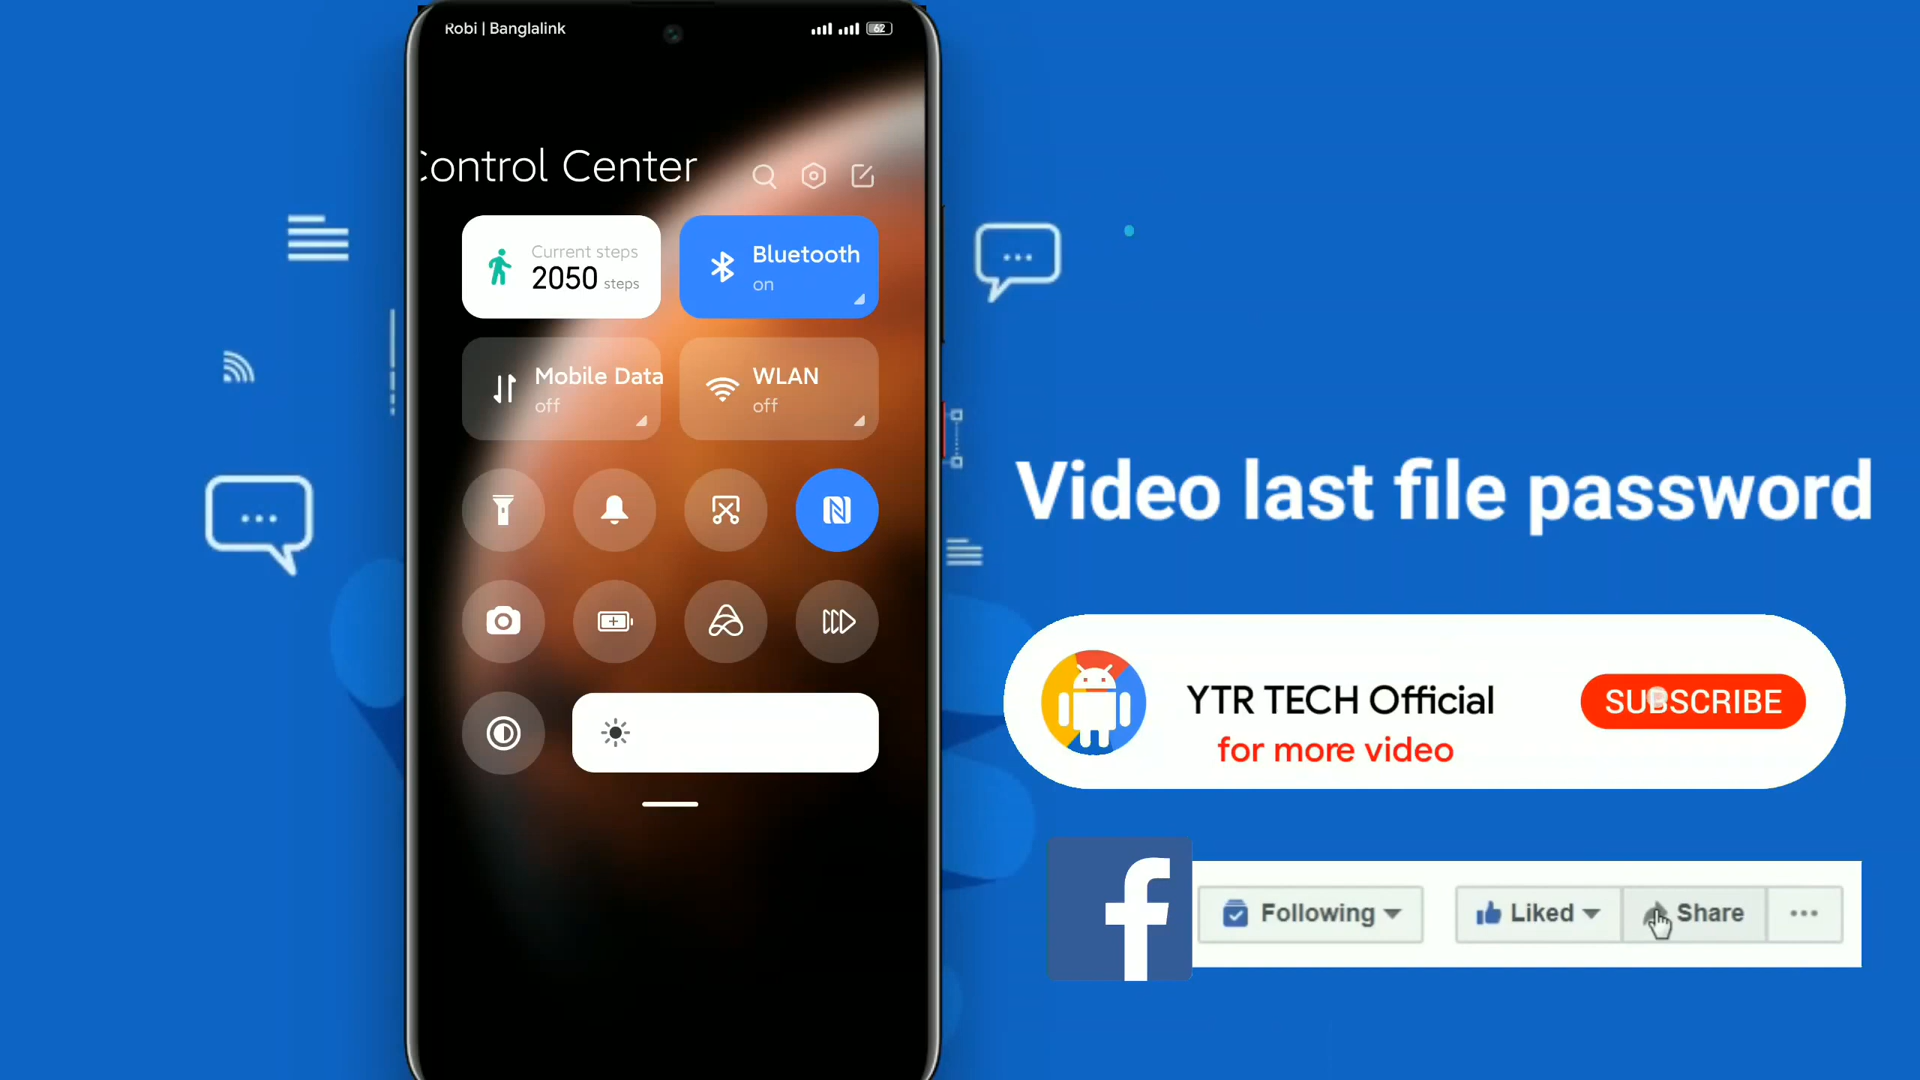 Robi | Banglalink
62
Control Center
Current steps
2050 steps
Bluetooth
on
Mobile Data
off
WLAN
off
Video last file password
YTR TECH Official
SUBSCRIBE
for more video
f
Following
Liked
Share